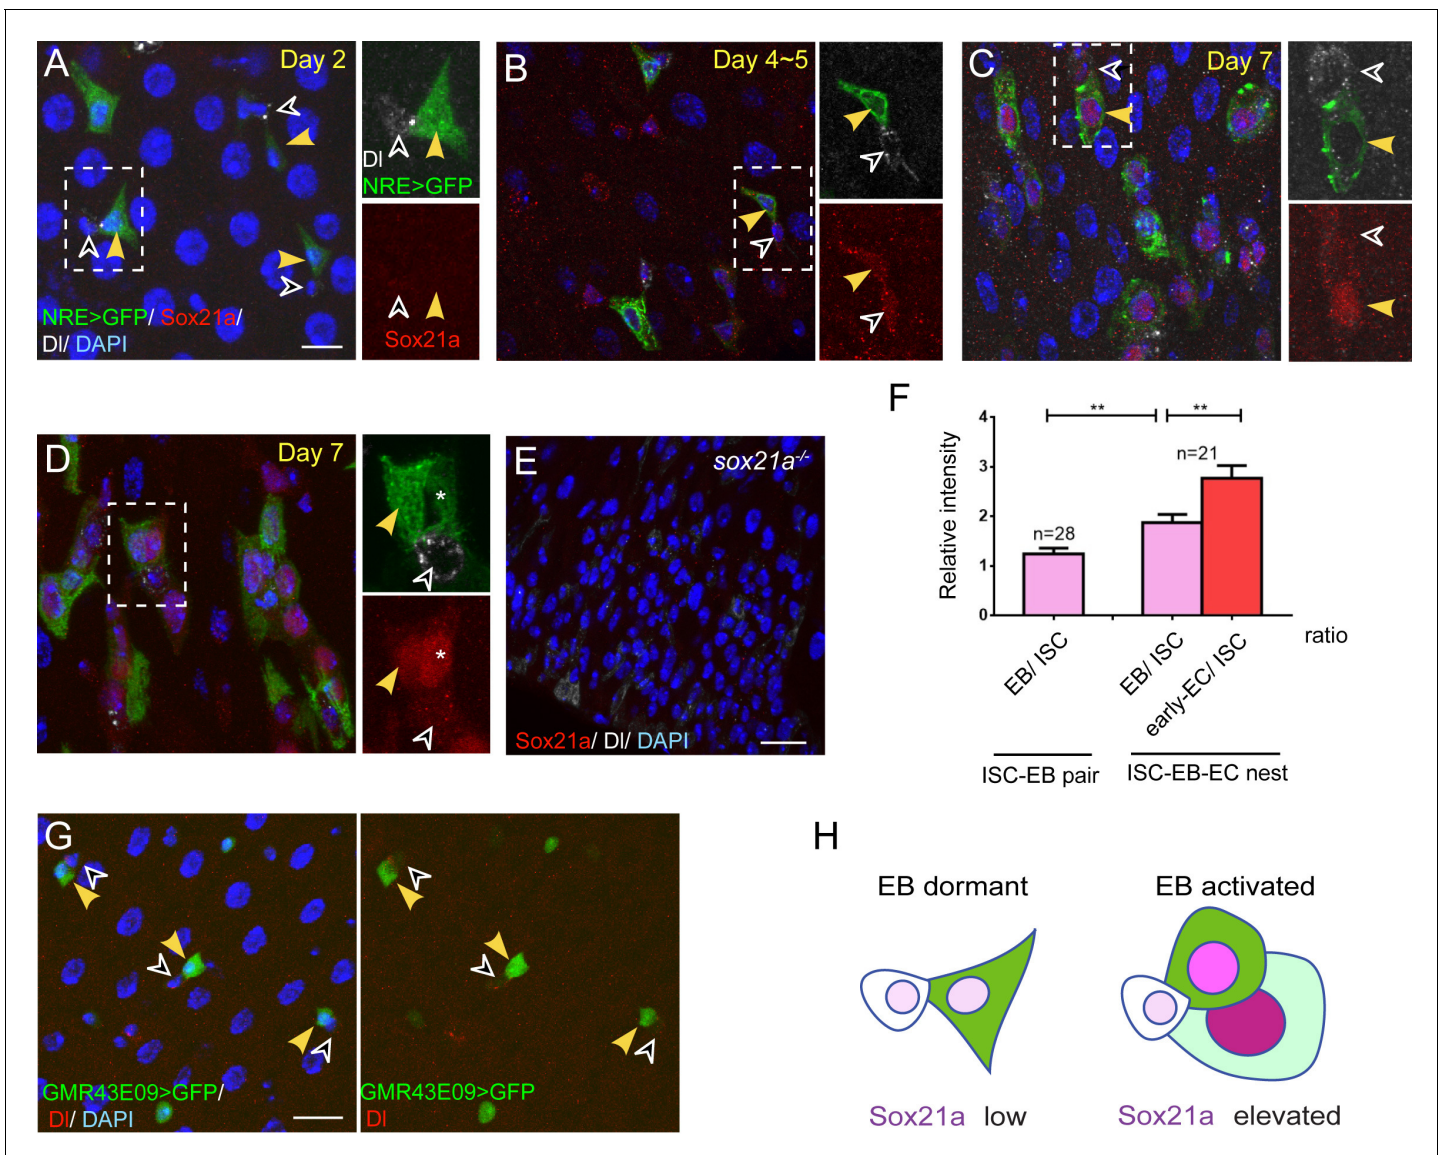 A
Day 2
Dl
NRE>GFP
Sox21a
NRE>GFP/ Sox21a/
Dl/ DAPI
B
Day 4~5
C
Day 7
D
Day 7
*
*
E
sox21a-/-
Sox21a/ Dl/ DAPI
F
Relative intensity
4
3
2
1
0
**
**
n=28
n=21
EB/ ISC
EB/ ISC
early-EC/ ISC
ratio
ISC-EB pair
ISC-EB-EC nest
G
GMR43E09>GFP/
Dl/ DAPI
GMR43E09>GFP
Dl
H
EB dormant
EB activated
Sox21a low
Sox21a elevated